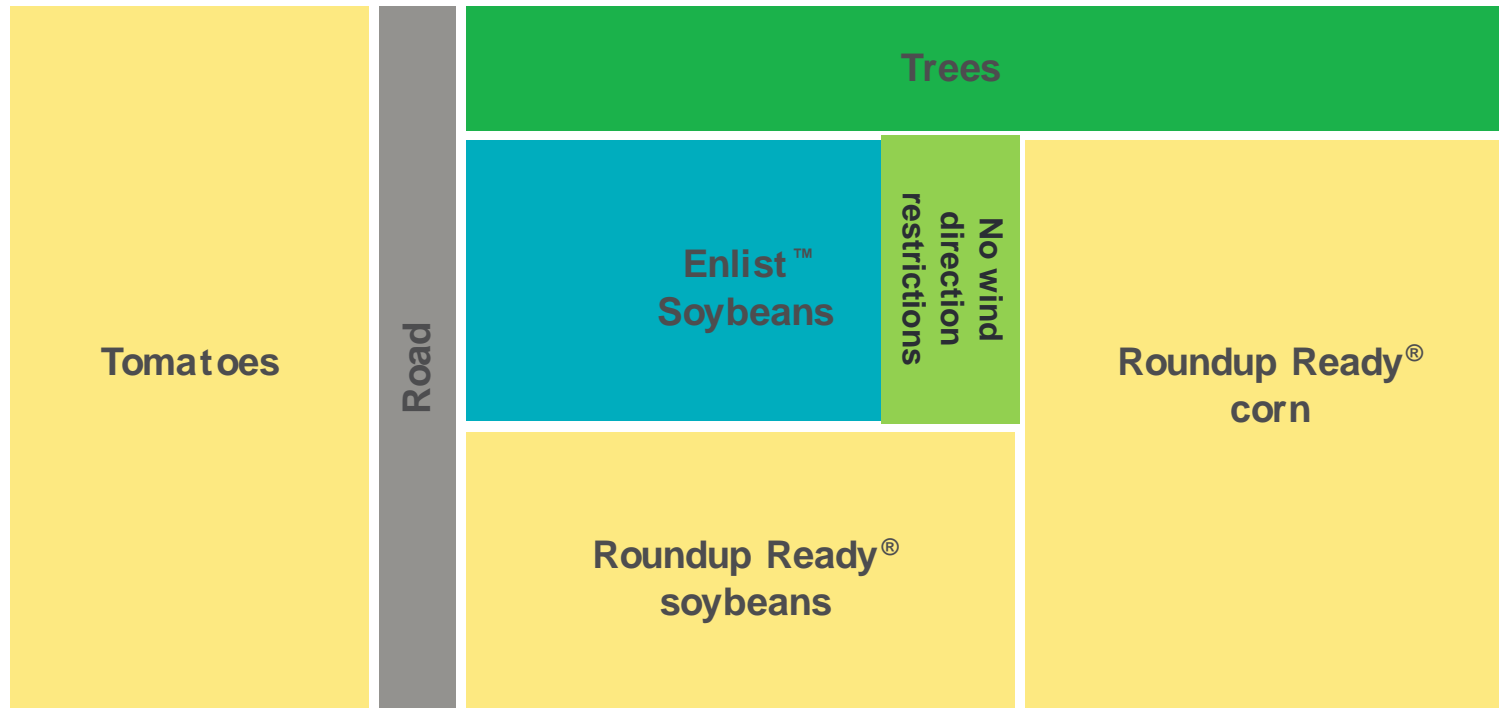 Trees
Enlist™
Soybeans
No wind
direction
restrictions
Tomatoes
Road
Roundup Ready®
corn
Roundup Ready®
soybeans